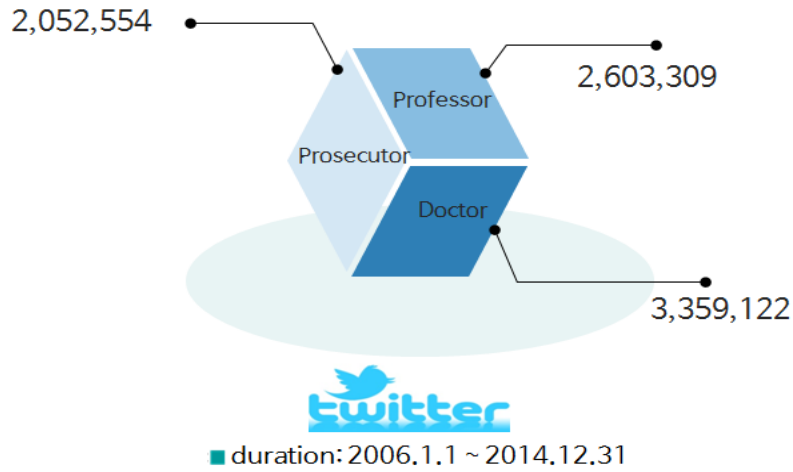 2,052,554
2,603,309
Professor
Prosecutor
Doctor
3,359,122
twitter
duration: 2006.1.1 ~ 2014.12.31